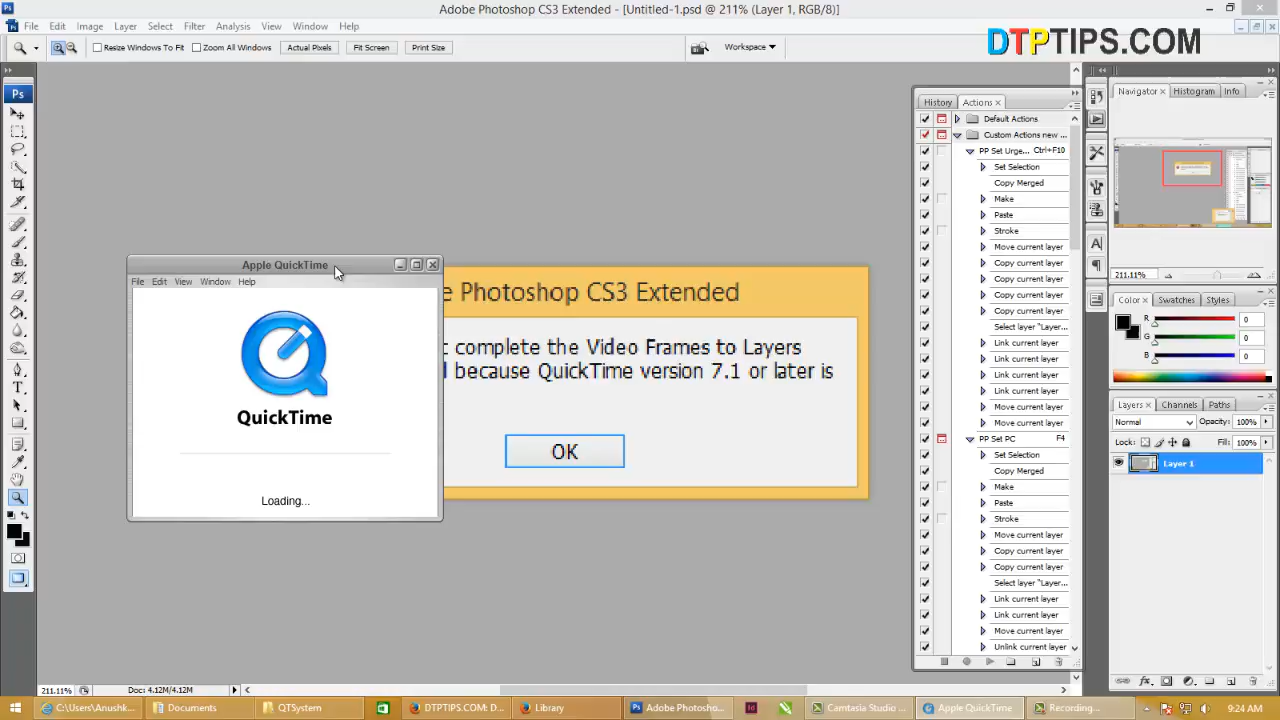 Adobe Photoshop CS3 Extended - [Untitled-1.psd @ 211% (Layer 1, RGB/8)]
File Edit Image Layer Select Filter Analysis View Window Help
Resize Windows To Fit Zoom All Windows Actual Pixels Fit Screen Print Size Workspace
DTPTIPS.COM
Ps
History Actions
Default Actions
Custom Actions new ...
PP Set Urge... Ctrl+F10
Set Selection
Copy Merged
Make
Paste
Stroke
Move current layer
Copy current layer
Copy current layer
Copy current layer
Copy current layer
Select layer "Layer...
Link current layer
Link current layer
Link current layer
Link current layer
Move current layer
Move current layer
PP Set PC F4
Set Selection
Copy Merged
Make
Paste
Stroke
Move current layer
Copy current layer
Copy current layer
Select layer "Layer...
Link current layer
Link current layer
Move current layer
Unlink current layer
Navigator Histogram Info
211.11%
Color Swatches Styles
R 0
G 0
B 0
Layers Channels Paths
Normal Opacity: 100%
Lock: Fill: 100%
Layer 1
Apple QuickTime
File Edit View Window Help
QuickTime
Loading...
e Photoshop CS3 Extended
t complete the Video Frames to Layers
because QuickTime version 7.1 or later is
OK
211.11% Doc: 4.12M/4.12M
C:\Users\Anushk... Documents QTSystem DTPTIPS.COM: D... Library Adobe Photosho... Camtasia Studio ... Apple QuickTime Recording... 9:24 AM